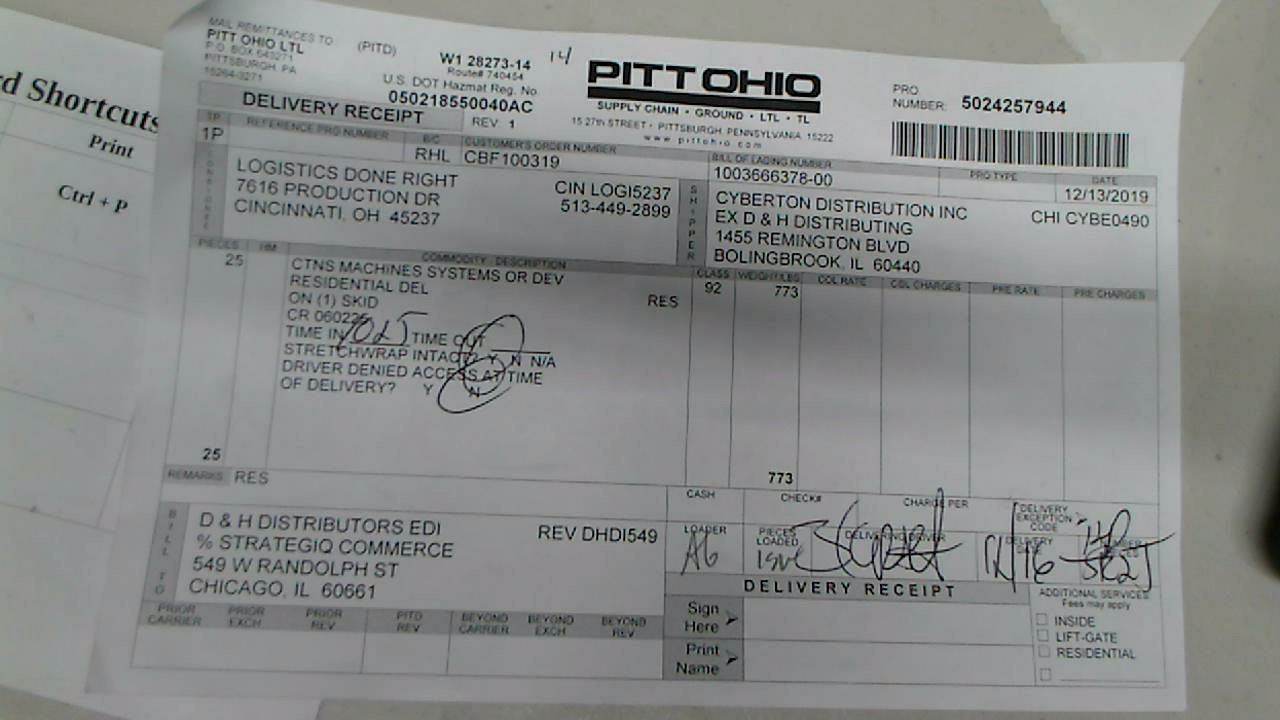 d Shortcuts
Print
Ctrl + P
MAIL REMITTANCES TO
PITT OHIO LTL
(PITD)
P.O. BOX 643271
PITTSBURGH, PA
15264-3271
W1 28273-14
14
Route# 740454
U.S. DOT Hazmat Reg. No.
050218550040AC
DELIVERY RECEIPT
REV: 1
PITT OHIO
SUPPLY CHAIN • GROUND • LTL • TL
15 27th STREET • PITTSBURGH, PENNSYLVANIA 15222
www.pittohio.com
PRO
NUMBER: 5024257944
1P
REFERENCE PRO NUMBER
B/C
CUSTOMER'S ORDER NUMBER
BILL OF LADING NUMBER
PRO TYPE
DATE
1P
RHL
CBF100319
1003666378-00
12/13/2019
CONSIGNEE
LOGISTICS DONE RIGHT
CIN LOGI5237
7616 PRODUCTION DR
513-449-2899
CINCINNATI, OH 45237
SHIPPER
CYBERTON DISTRIBUTION INC
CHI CYBE0490
EX D & H DISTRIBUTING
1455 REMINGTON BLVD
BOLINGBROOK, IL 60440
PIECES
HM
COMMODITY DESCRIPTION
CLASS
WEIGHT/LBS
COL RATE
COL CHARGES
PRE RATE
PRE CHARGES
25
CTNS MACHINES SYSTEMS OR DEV
92
773
RESIDENTIAL DEL
RES
ON (1) SKID
CR 060225
TIME IN 1025 TIME OUT
STRETCHWRAP INTACT? Y N N/A
DRIVER DENIED ACCESS AT TIME
OF DELIVERY? Y N
25
773
REMARKS RES
CASH
CHECK#
CHARGE PER
DELIVERY
EXCEPTION
CODE
BILL TO
D & H DISTRIBUTORS EDI
REV DHDI549
% STRATEGIQ COMMERCE
549 W RANDOLPH ST
CHICAGO, IL 60661
LOADER
PIECES
LOADED
DELIVERING DRIVER
AG
12/16
DELIVERY RECEIPT
PRIOR
CARRIER
PRIOR
EXCH
PRIOR
REV
PITD
REV
BEYOND
CARRIER
BEYOND
EXCH
BEYOND
REV
Sign
Here
Print
Name
ADDITIONAL SERVICES
Fees may apply
INSIDE
LIFT-GATE
RESIDENTIAL